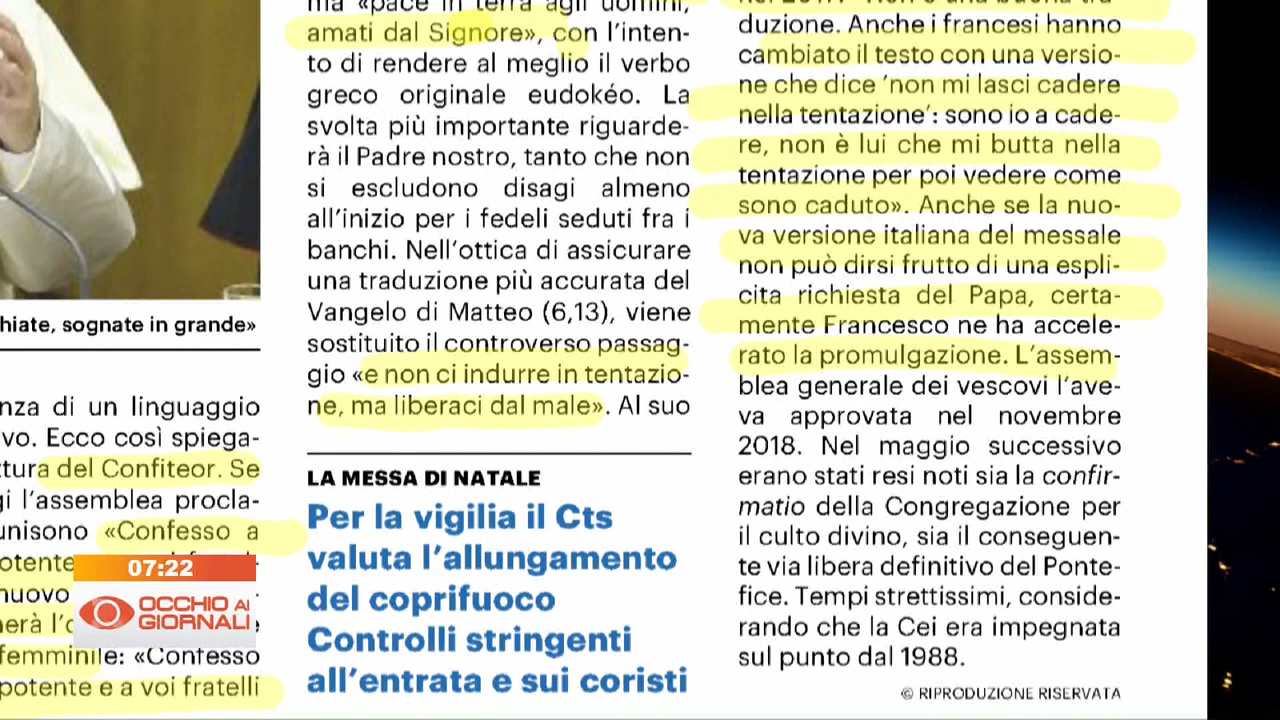 hiate, sognate in grande»
nza di un linguaggio
vo. Ecco così spiega-
ttura del Confiteor. Se
gi l'assemblea procla-
unisono «Confesso a
potente
nuovo
femminile: «Confesso
potente e a voi fratelli
07:22
OCCHIO AI
GIORNALI
ma «pace in terra agli uomini,
amati dal Signore», con l'inten-
to di rendere al meglio il verbo
greco originale eudokéo. La
svolta più importante riguarde-
rà il Padre nostro, tanto che non
si escludono disagi almeno
all'inizio per i fedeli seduti fra i
banchi. Nell'ottica di assicurare
una traduzione più accurata del
Vangelo di Matteo (6,13), viene
sostituito il controverso passag-
gio «e non ci indurre in tentazio-
ne, ma liberaci dal male». Al suo
LA MESSA DI NATALE
Per la vigilia il Cts
valuta l'allungamento
del coprifuoco
Controlli stringenti
all'entrata e sui coristi
duzione. Anche i francesi hanno
cambiato il testo con una versio-
ne che dice 'non mi lasci cadere
nella tentazione': sono io a cade-
re, non è lui che mi butta nella
tentazione per poi vedere come
sono caduto». Anche se la nuo-
va versione italiana del messale
non può dirsi frutto di una espli-
cita richiesta del Papa, certa-
mente Francesco ne ha accele-
rato la promulgazione. L'assem-
blea generale dei vescovi l'ave-
va approvata nel novembre
2018. Nel maggio successivo
erano stati resi noti sia la confir-
matio della Congregazione per
il culto divino, sia il conseguen-
te via libera definitivo del Ponte-
fice. Tempi strettissimi, conside-
rando che la Cei era impegnata
sul punto dal 1988.
© RIPRODUZIONE RISERVATA